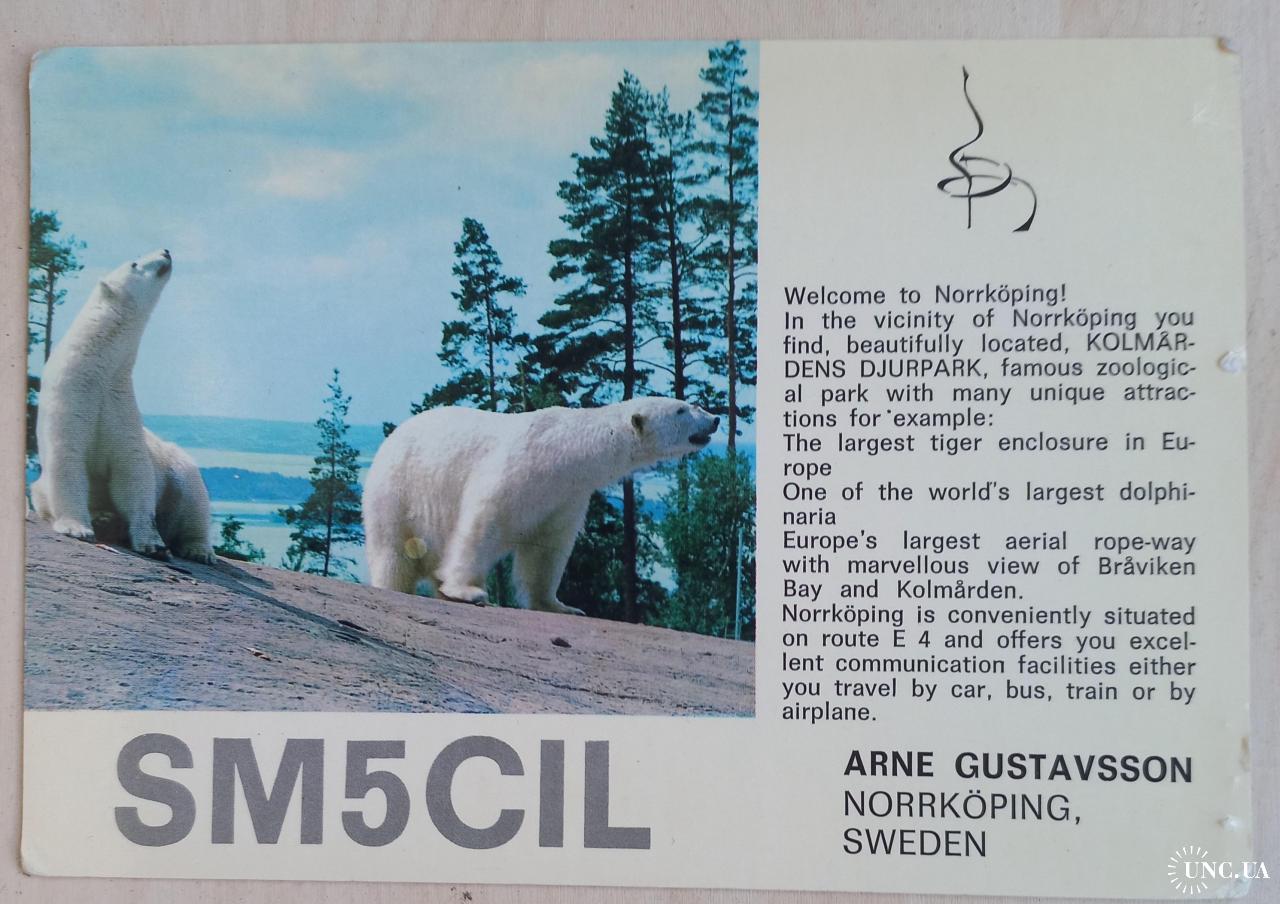 Welcome to Norrköping!
In the vicinity of Norrköping you
find, beautifully located, KOLMÅR-
DENS DJURPARK, famous zoologic-
al park with many unique attrac-
tions for example:
The largest tiger enclosure in Eu-
rope
One of the world's largest dolphi-
naria
Europe's largest aerial rope-way
with marvellous view of Bråviken
Bay and Kolmården.
Norrköping is conveniently situated
on route E 4 and offers you excel-
lent communication facilities either
you travel by car, bus, train or by
airplane.
SM5CIL
ARNE GUSTAVSSON
NORRKÖPING,
SWEDEN
UNC.UA